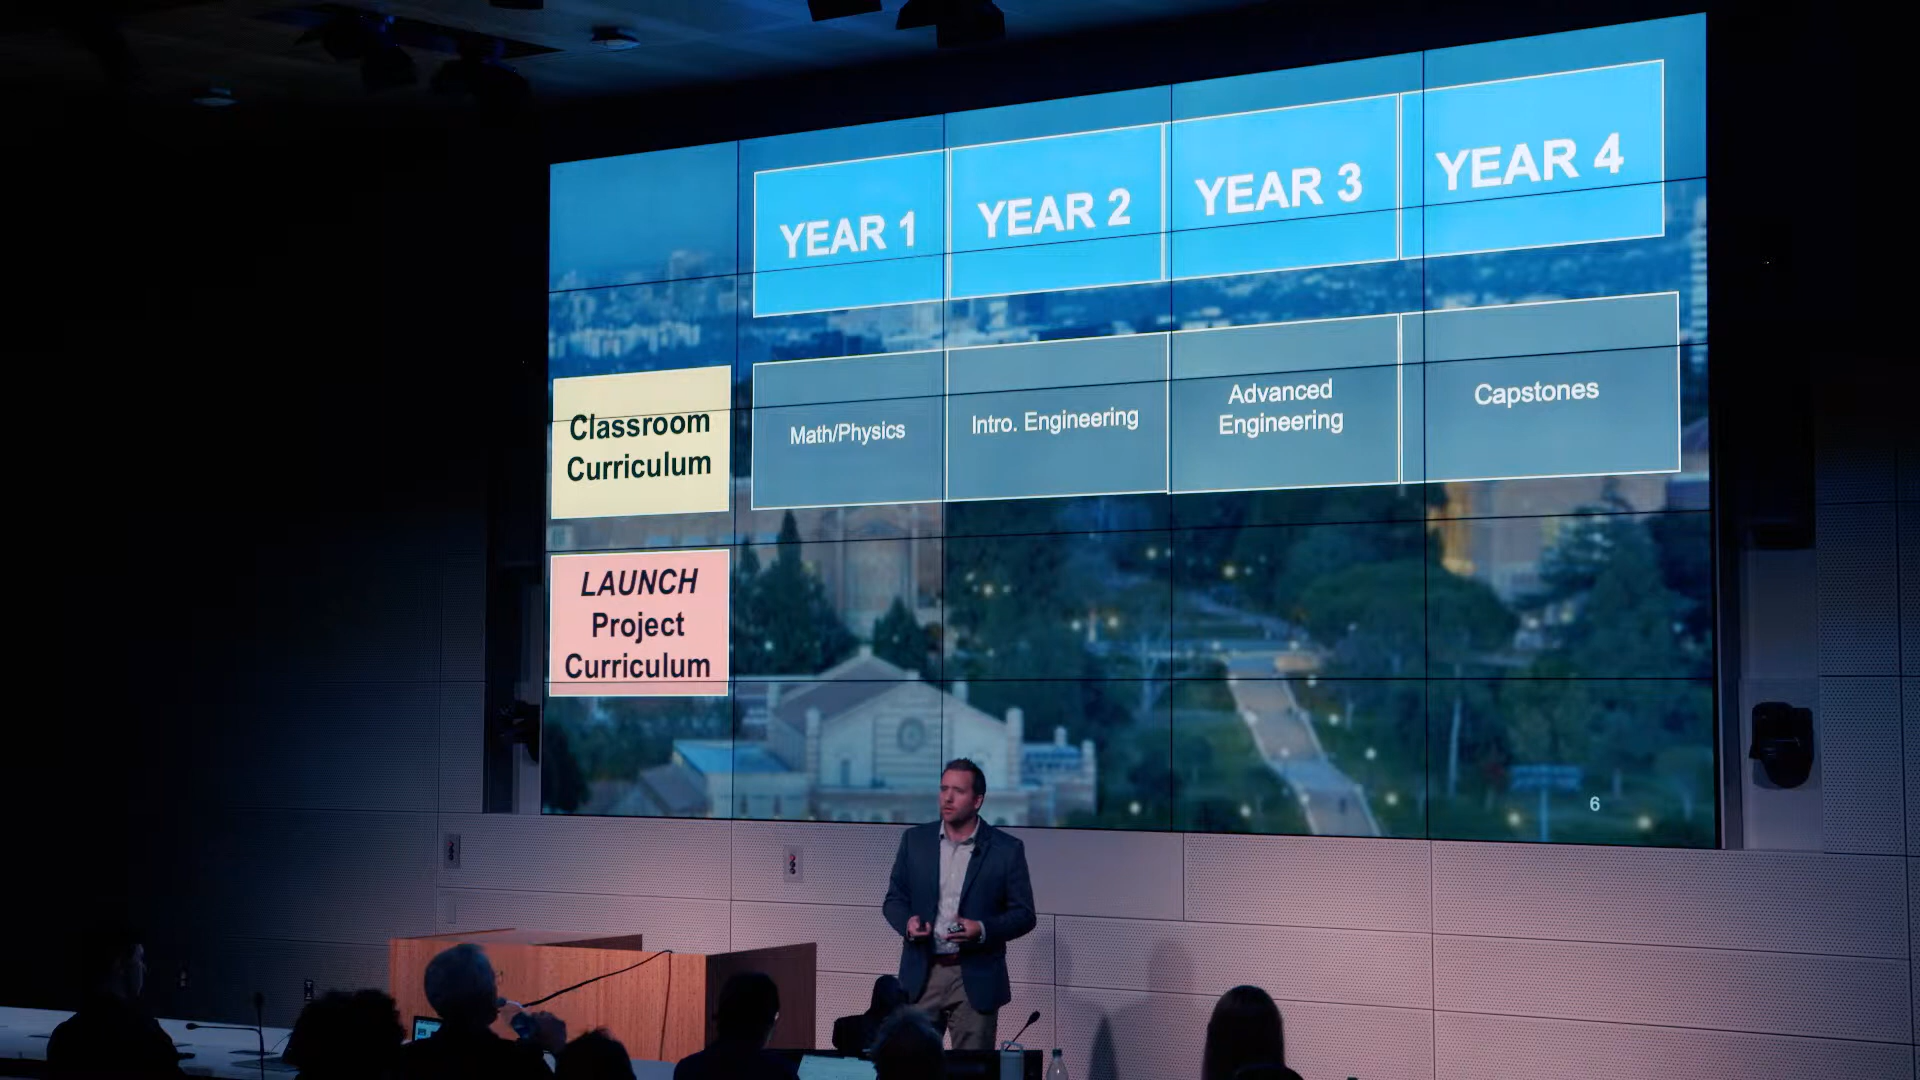 YEAR 1
YEAR 2
YEAR 3
YEAR 4
Classroom
Curriculum
Math/Physics
Intro. Engineering
Advanced
Engineering
Capstones
LAUNCH
Project
Curriculum
6